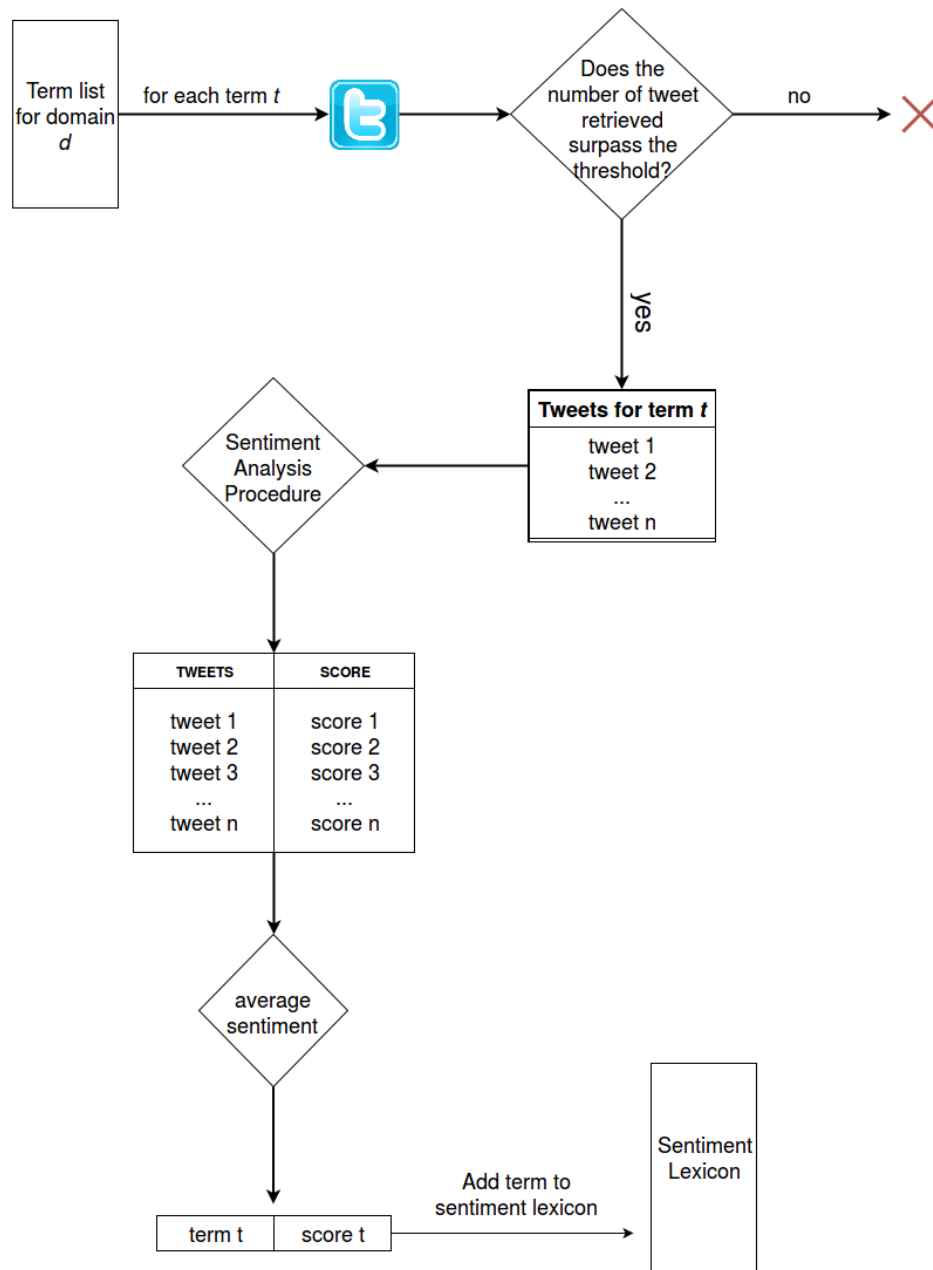 Term list
for domain
d
for each term t
Does the
number of tweet
retrieved
surpass the
threshold?
no
yes
Tweets for term t
tweet 1
tweet 2
...
tweet n
Sentiment
Analysis
Procedure
TWEETS SCORE
tweet 1 score 1
tweet 2 score 2
tweet 3 score 3
... ...
tweet n score n
average
sentiment
term t score t
Add term to
sentiment lexicon
Sentiment
Lexicon